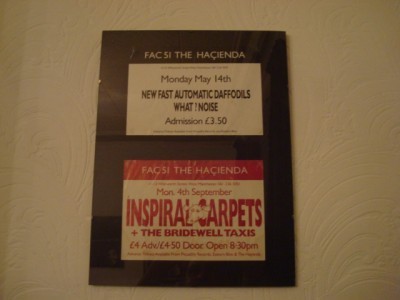 FAC 51 THE HAÇIENDA
Monday May 14th
NEW FAST AUTOMATIC DAFFODILS
WHAT ? NOISE
Admission £3.50
FAC 51 THE HAÇIENDA
Mon. 4th September
INSPIRAL CARPETS
+ THE BRIDEWELL TAXIS
£4 Adv/£4·50 Door. Open 8·30pm